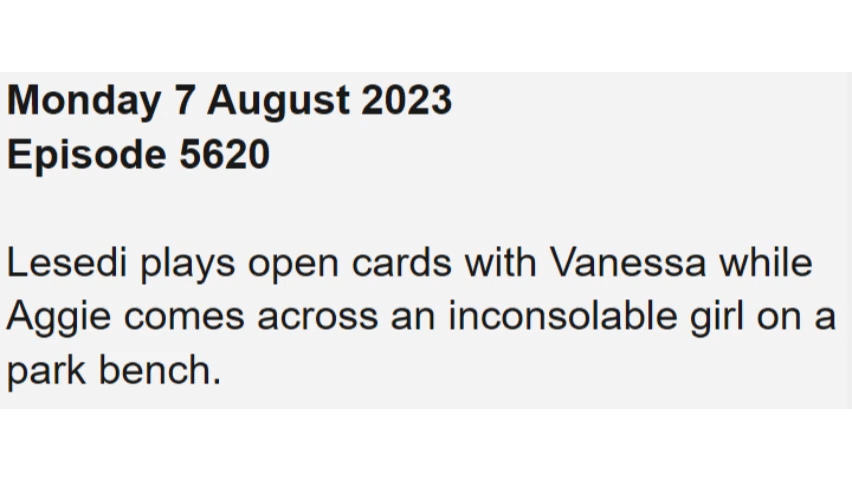 Monday 7 August 2023
Episode 5620
Lesedi plays open cards with Vanessa while
Aggie comes across an inconsolable girl on a
park bench.